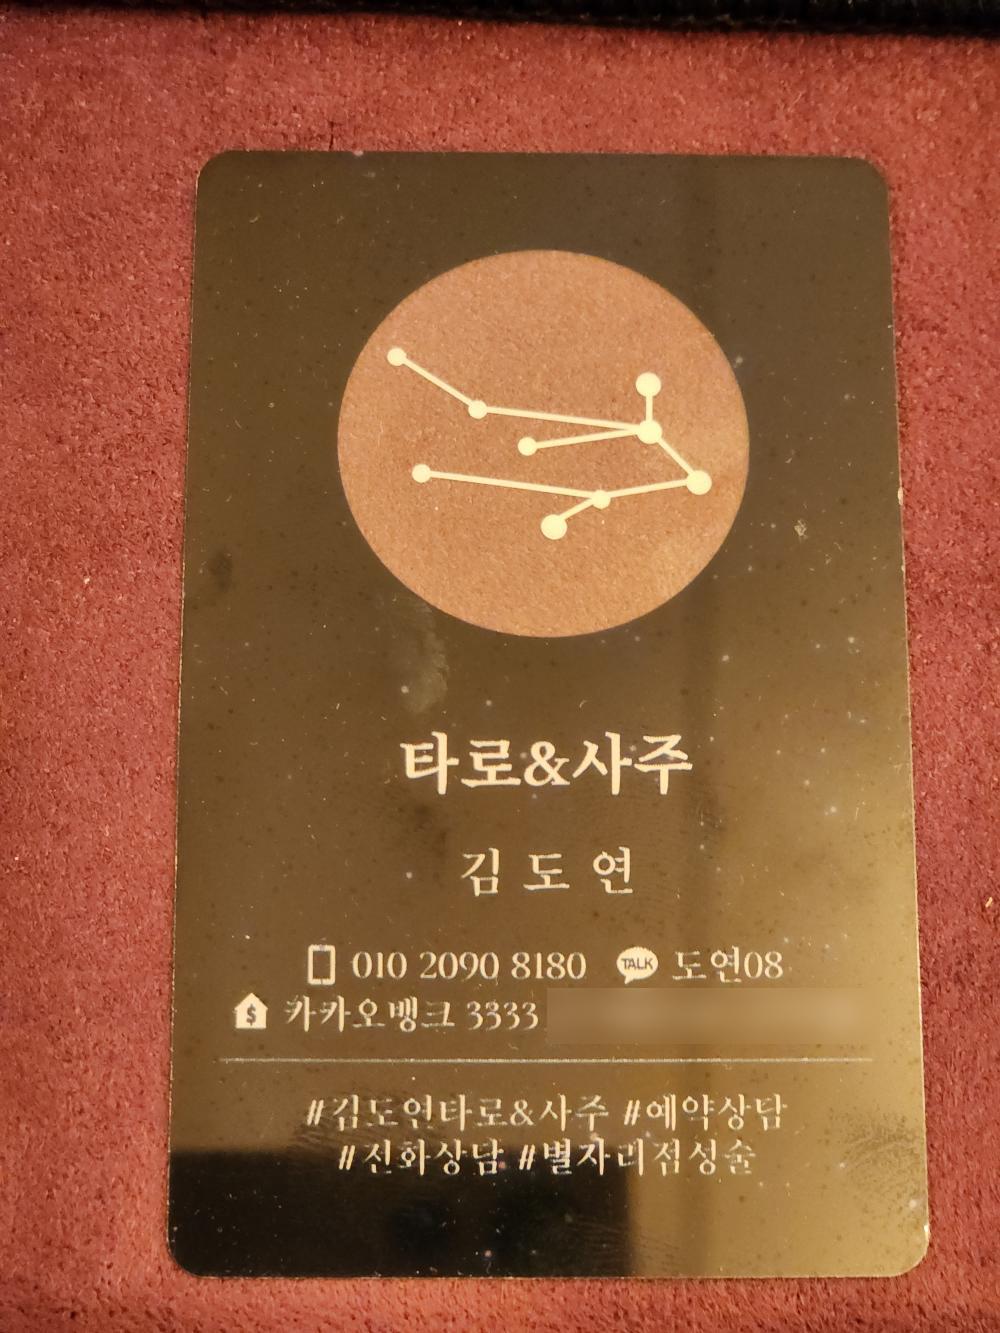 타로&사주
김도연
010 2090 8180 TALK 도연08
$ 카카오뱅크 3333
#김도연타로&사주 #예약상담
#전화상담 #별자리점성술